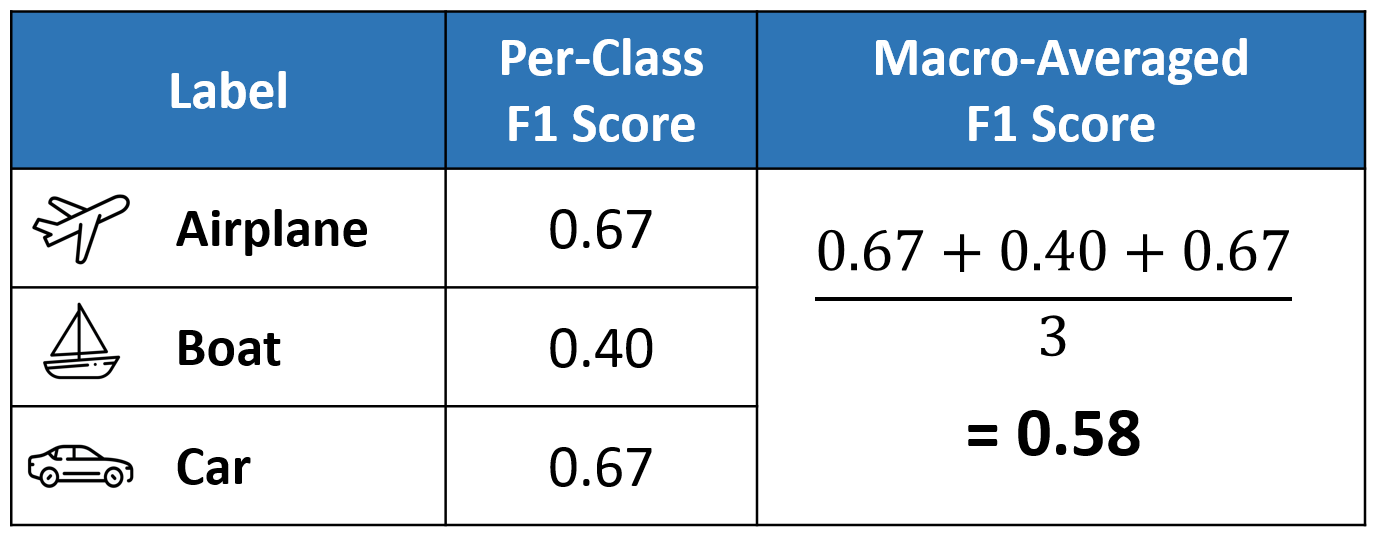 Label
Per-Class
F1 Score
Macro-Averaged
F1 Score
Airplane
0.67
Boat
0.40
Car
0.67
0.67 + 0.40 + 0.67
3
= 0.58